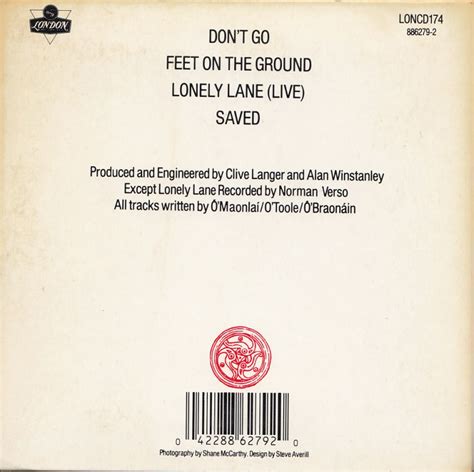 LONDON
LONCD174
886279-2
DON'T GO
FEET ON THE GROUND
LONELY LANE (LIVE)
SAVED
Produced and Engineered by Clive Langer and Alan Winstanley
Except Lonely Lane Recorded by Norman Verso
All tracks written by Ó'Maonlaí/O'Toole/Ó'Braonáin
0 42288 62792 0
Photography by Shane McCarthy. Design by Steve Averill